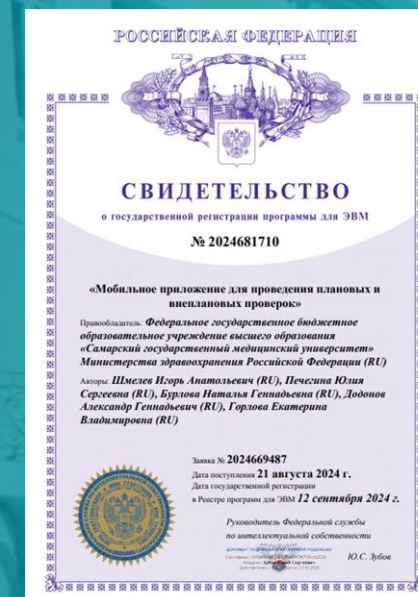 РОССИЙСКАЯ ФЕДЕРАЦИЯ
СВИДЕТЕЛЬСТВО
о государственной регистрации программы для ЭВМ
№ 2024681710
«Мобильное приложение для проведения плановых и
внеплановых проверок»
Правообладатель: Федеральное государственное бюджетное
образовательное учреждение высшего образования
«Самарский государственный медицинский университет»
Министерства здравоохранения Российской Федерации (RU)
Авторы: Шмелев Игорь Анатольевич (RU), Печегина Юлия
Сергеевна (RU), Бурлова Наталья Геннадьевна (RU), Додонов
Александр Геннадьевич (RU), Горлова Екатерина
Владимировна (RU)
Заявка № 2024669487
Дата поступления 21 августа 2024 г.
Дата государственной регистрации
в Реестре программ для ЭВМ 12 сентября 2024 г.
Руководитель Федеральной службы
по интеллектуальной собственности
Ю.С. Зубов